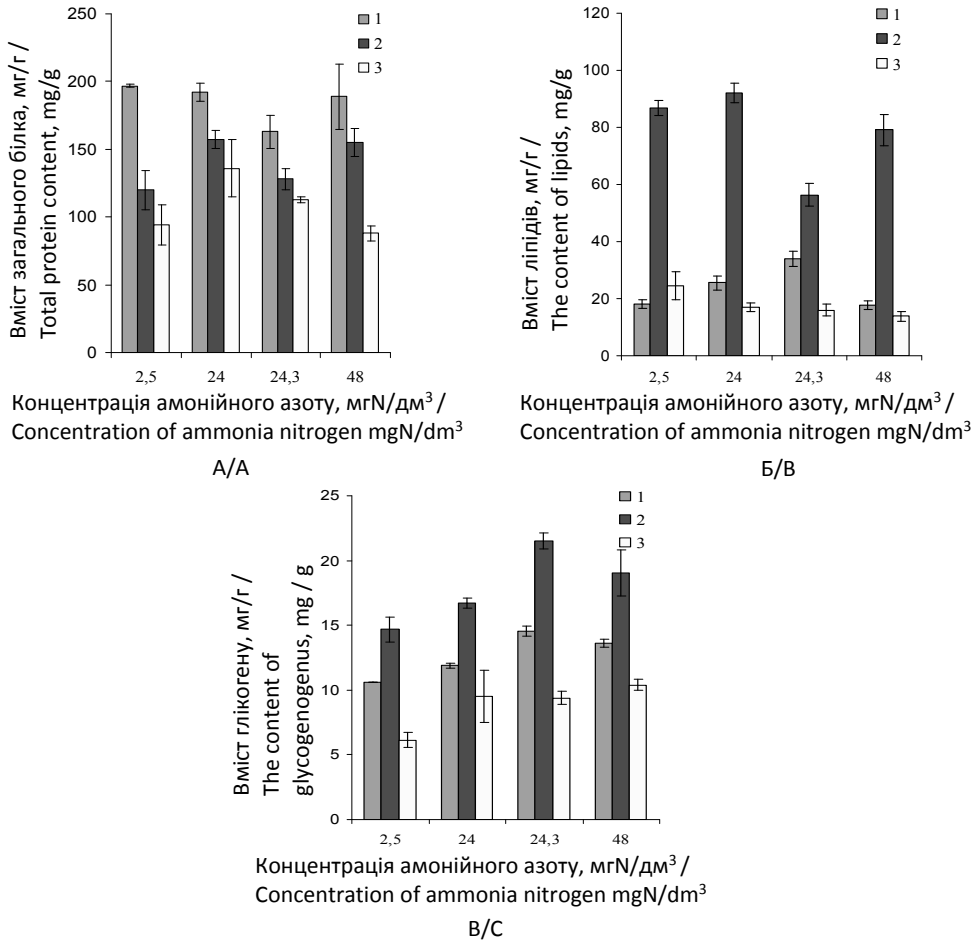 Вміст загального білка, мг/г /
Total protein content, mg/g
250
200
150
100
50
0
1
2
3
2,5 24 24,3 48
Концентрація амонійного азоту, мгN/дм³ /
Concentration of ammonia nitrogen mgN/dm³
А/А
Вміст ліпідів, мг/г /
The content of lipids, mg/g
120
100
80
60
40
20
0
1
2
3
2,5 24 24,3 48
Концентрація амонійного азоту, мгN/дм³ /
Concentration of ammonia nitrogen mgN/dm³
Б/В
Вміст глікогену, мг/г /
The content of
glycogenogenus, mg / g
25
20
15
10
5
0
1
2
3
2,5 24 24,3 48
Концентрація амонійного азоту, мгN/дм³ /
Concentration of ammonia nitrogen mgN/dm³
В/С